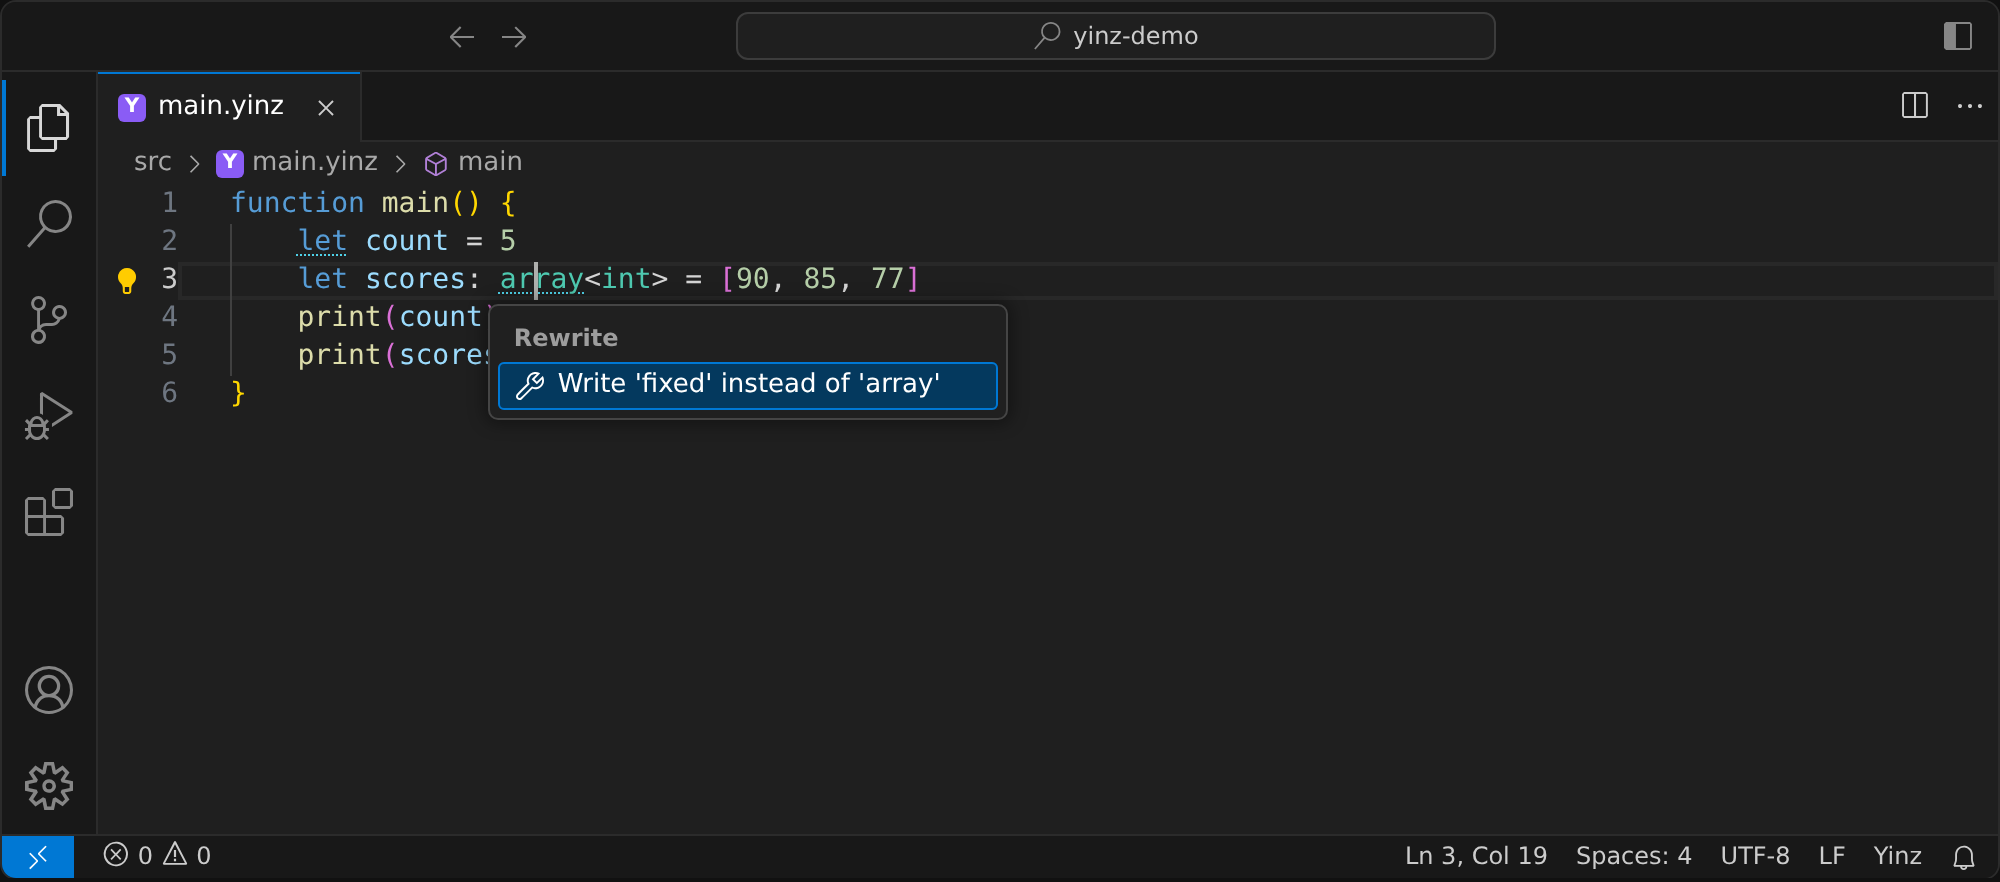 yinz-demo
Y main.yinz
src > Y main.yinz > main
1 function main() {
2 let count = 5
3 let scores: array<int> = [90, 85, 77]
4 print(count)
5 print(scores
6 }
Rewrite
Write 'fixed' instead of 'array'
0 0
Ln 3, Col 19 Spaces: 4 UTF-8 LF Yinz